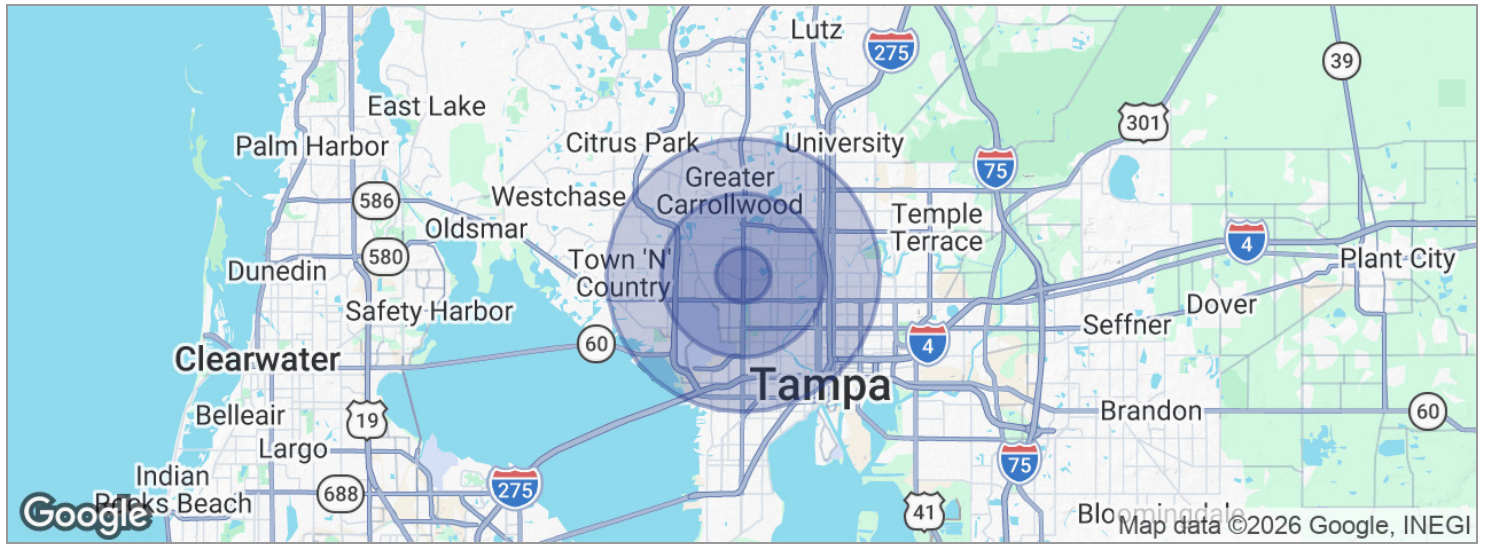 Lutz
275
39
East Lake
301
Palm Harbor
Citrus Park
University
75
586
Westchase
Greater
Carrollwood
Oldsmar
Temple
Terrace
4
580
Dunedin
Town 'N'
Country
Plant City
Safety Harbor
Dover
Seffner
60
4
Clearwater
Tampa
Belleair
19
Brandon
60
Largo
75
Indian
Rocks Beach
688
275
41
Bloomingdale
Google
Map data ©2026 Google, INEGI